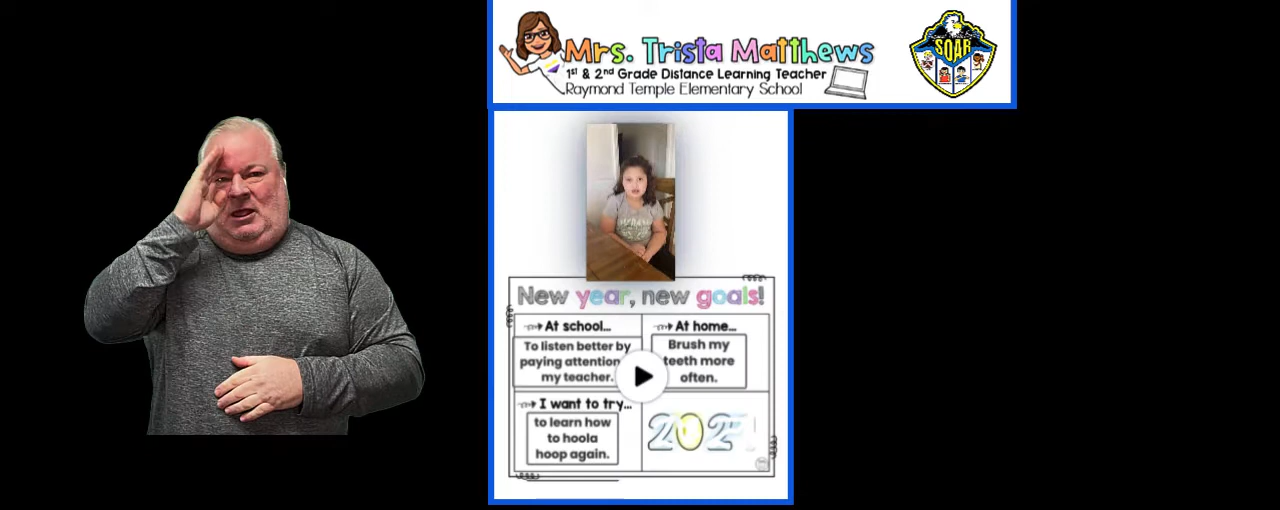 Mrs. Trista Matthews
1st & 2nd Grade Distance Learning Teacher
Raymond Temple Elementary School
SOAR
New year, new goals!
At school...
To listen better by
paying attention
my teacher.
At home...
Brush my
teeth more
often.
I want to try...
to learn how
to hoola
hoop again.